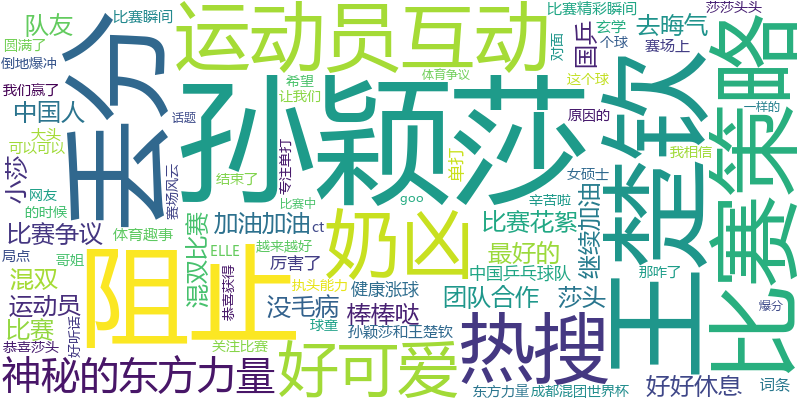 比赛瞬间
队友
圆满了
倒地爆冲
我们赢了
中国人
大头
可以可以
小莎
网友
的时候
比赛争议
局点
哥姐
混双
运动员
比赛
恭喜莎头
好听话
神秘的东方力量
丢分
话题
赛场风云
体育趣事
混双比赛
阻止
运动员互动
孙颖莎
结束了
专注单打
加油加油
ct
ELLE
越来越好
恭喜获得
厉害了
没毛病
关注比赛
好可爱
希望
让我们
体育争议
goo
比赛中
奶凶
执头能力
健康涨球
球童
棒棒哒
孙颖莎和王楚钦
热搜
单打
比赛花絮
最好的
中国乒乓球队
团队合作
莎头
东方力量
成都混团世界杯
比赛精彩瞬间
对面
国乒
玄学
个球
这个球
原因的
女硕士
辛苦啦
继续加油
去晦气
赛场上
王楚钦
莎莎头头
一样的
我相信
那咋了
比赛策略
爆分
好好休息
词条